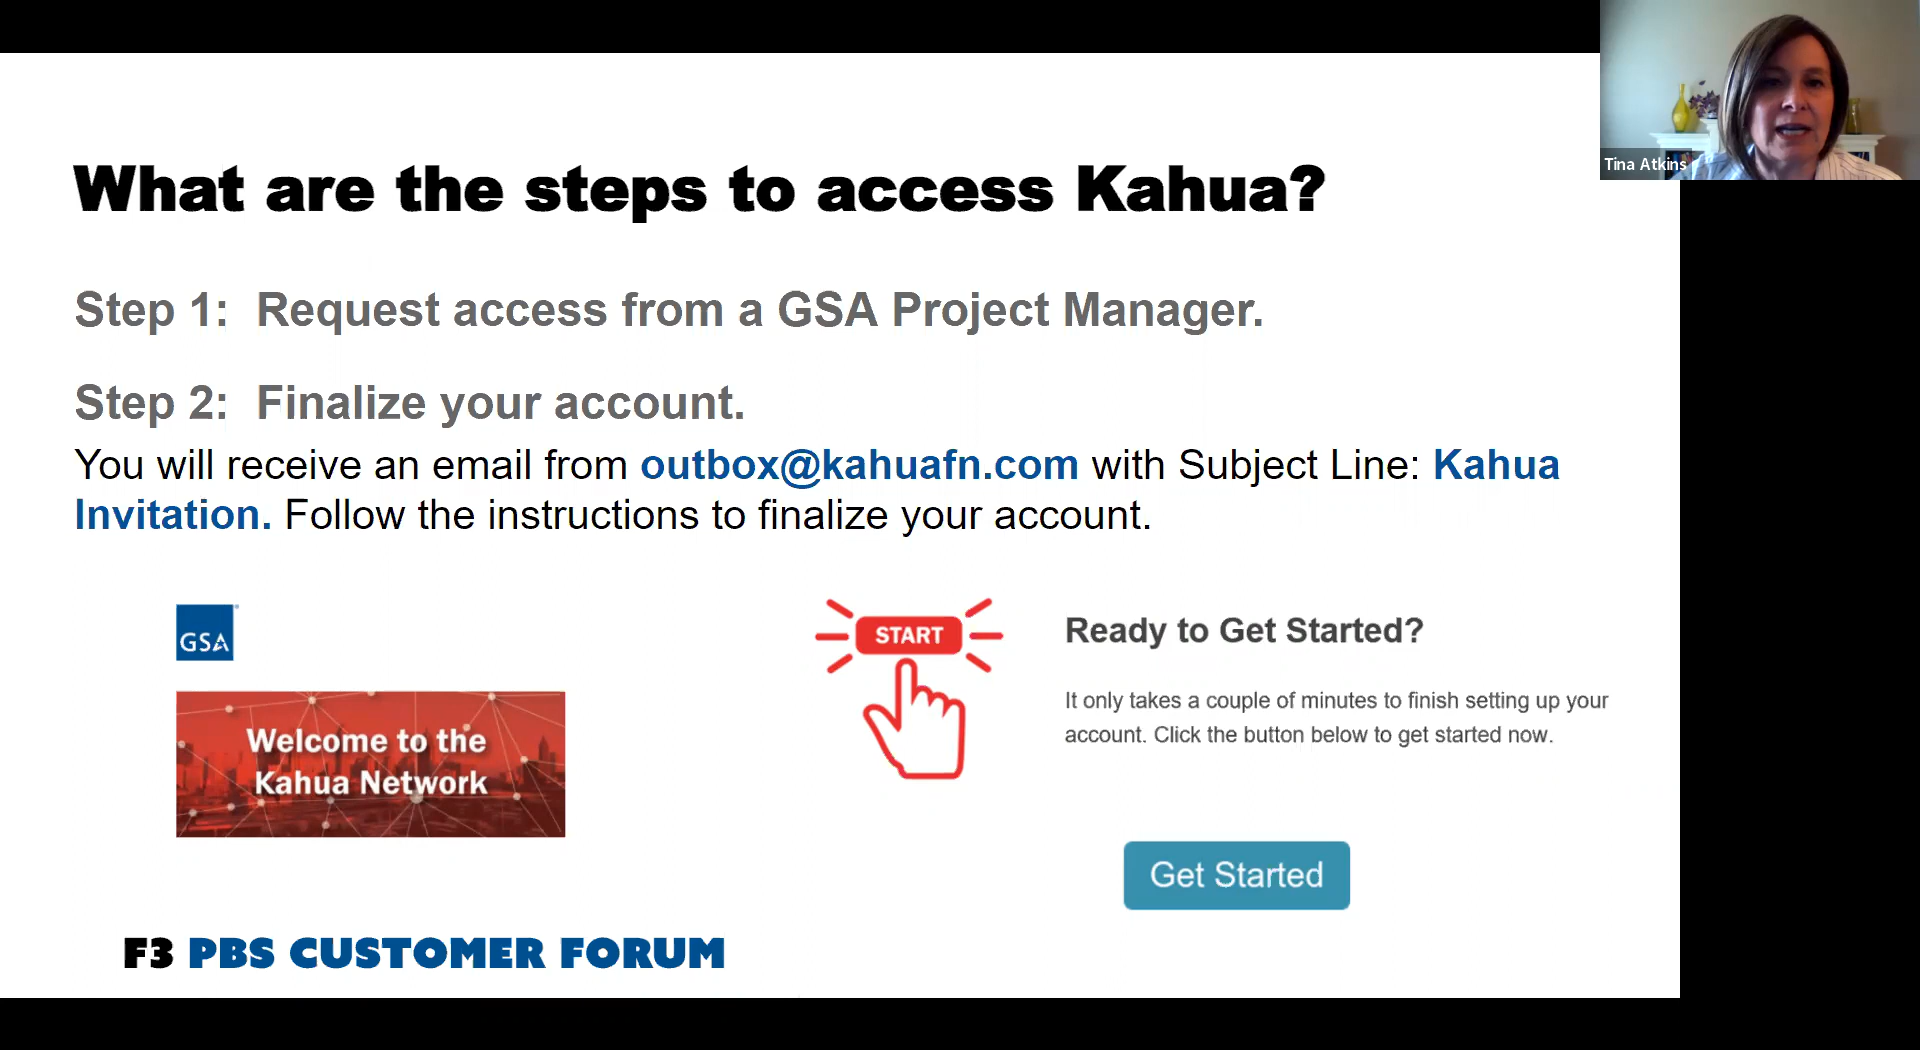 Tina Atkins
What are the steps to access Kahua?
Step 1: Request access from a GSA Project Manager.
Step 2: Finalize your account.
You will receive an email from outbox@kahuafn.com with Subject Line: Kahua
Invitation. Follow the instructions to finalize your account.
GSA
Welcome to the
Kahua Network
START
Ready to Get Started?
It only takes a couple of minutes to finish setting up your
account. Click the button below to get started now.
Get Started
F3 PBS CUSTOMER FORUM